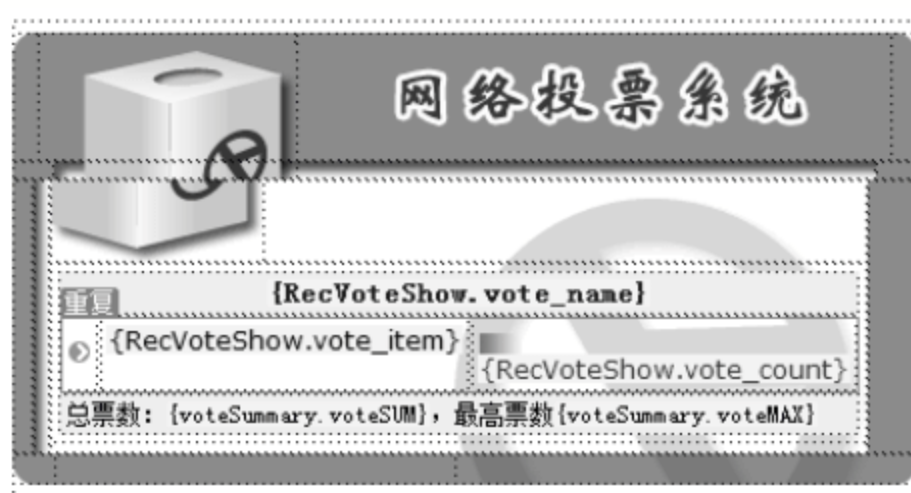 网络投票系统
{RecVoteShow.vote_name}
重复
{RecVoteShow.vote_item}
{RecVoteShow.vote_count}
总票数：{voteSummary.voteSUM}，最高票数{voteSummary.voteMAX}